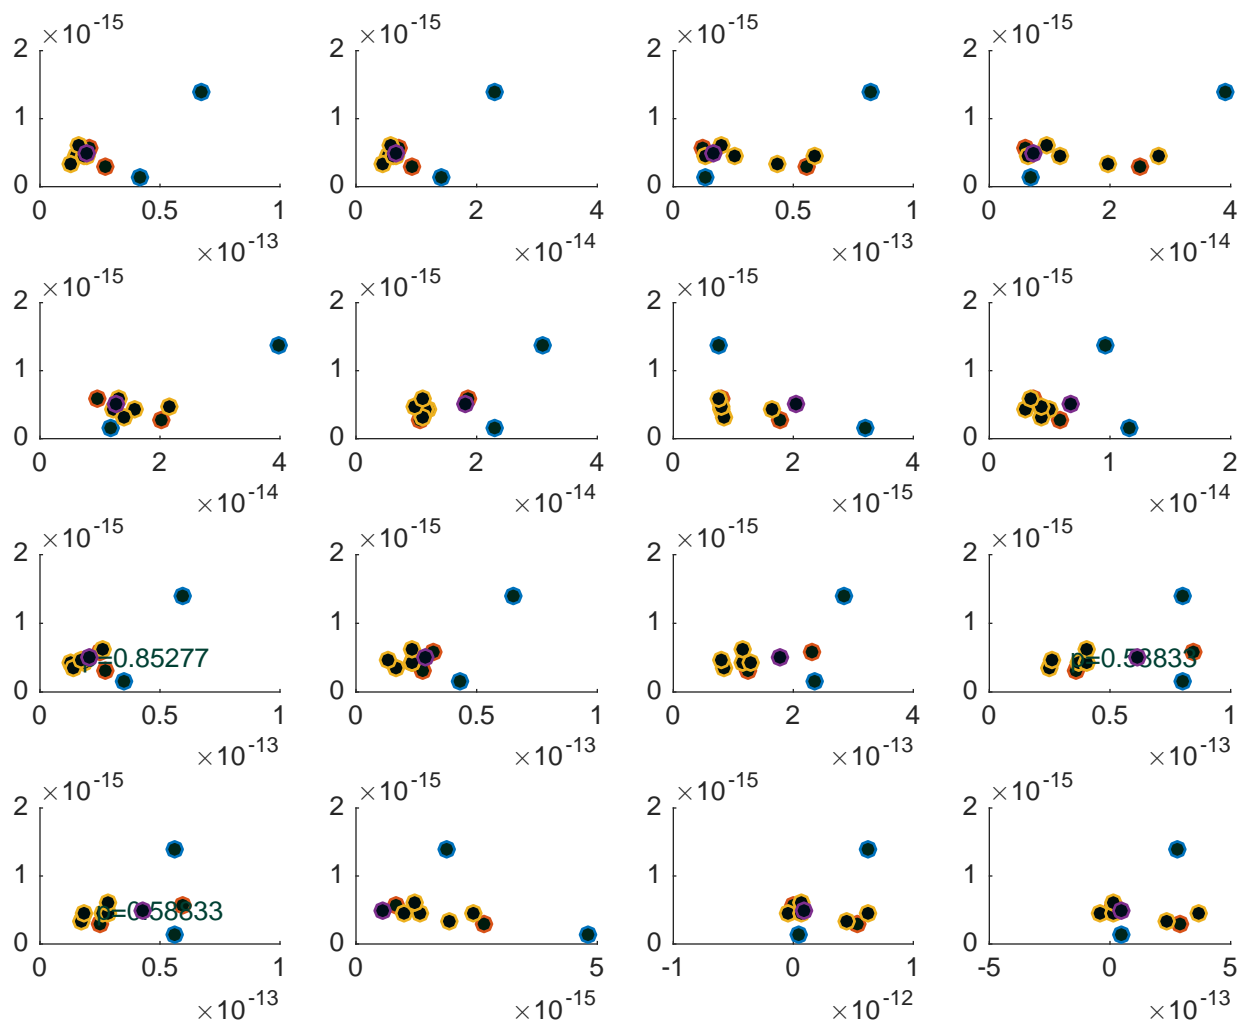 ×10-15 ×10-15 ×10-15 ×10-15
2 2 2 2
1 1 1 1
0 0 0 0
0 0.5 1 0 2 4 0 0.5 1 0 2 4
×10-13 ×10-14 ×10-13 ×10-14
×10-15 ×10-15 ×10-15 ×10-15
2 2 2 2
1 1 1 1
0 0 0 0
0 2 4 0 2 4 0 2 4 0 1 2
×10-14 ×10-14 ×10-15 ×10-14
×10-15 ×10-15 ×10-15 ×10-15
2 2 2 2
1 1 1 1
p=0.85277
0 0 0 0
0 0.5 1 0 0.5 1 0 2 4 0 0.5 1
×10-13 ×10-13 ×10-13 ×10-13
×10-15 ×10-15 ×10-15 ×10-15
2 2 2 2
1 1 1 1
p=0.58833
0 0 0 0
0 0.5 1 0 5 -1 0 1 -5 0 5
×10-13 ×10-15 ×10-12 ×10-13